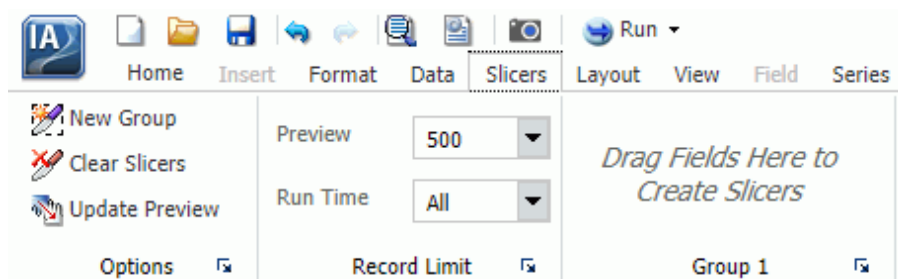 IA
Run
Home Insert Format Data Slicers Layout View Field Series
New Group
Clear Slicers
Update Preview
Options
Preview 500
Run Time All
Record Limit
Drag Fields Here to
Create Slicers
Group 1